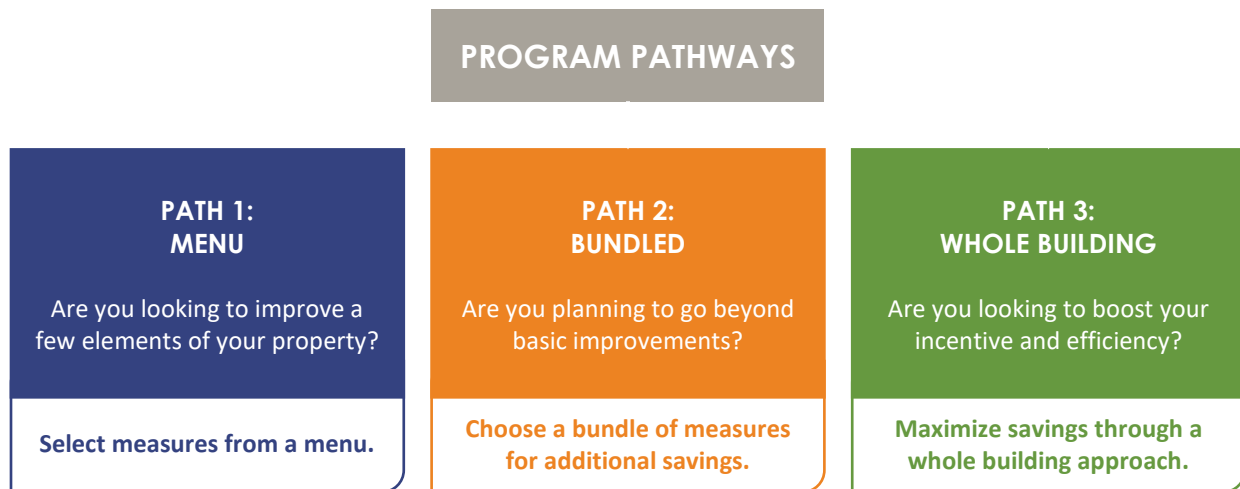 PROGRAM PATHWAYS
PATH 1:
MENU
Are you looking to improve a
few elements of your property?
Select measures from a menu.
PATH 2:
BUNDLED
Are you planning to go beyond
basic improvements?
Choose a bundle of measures
for additional savings.
PATH 3:
WHOLE BUILDING
Are you looking to boost your
incentive and efficiency?
Maximize savings through a
whole building approach.